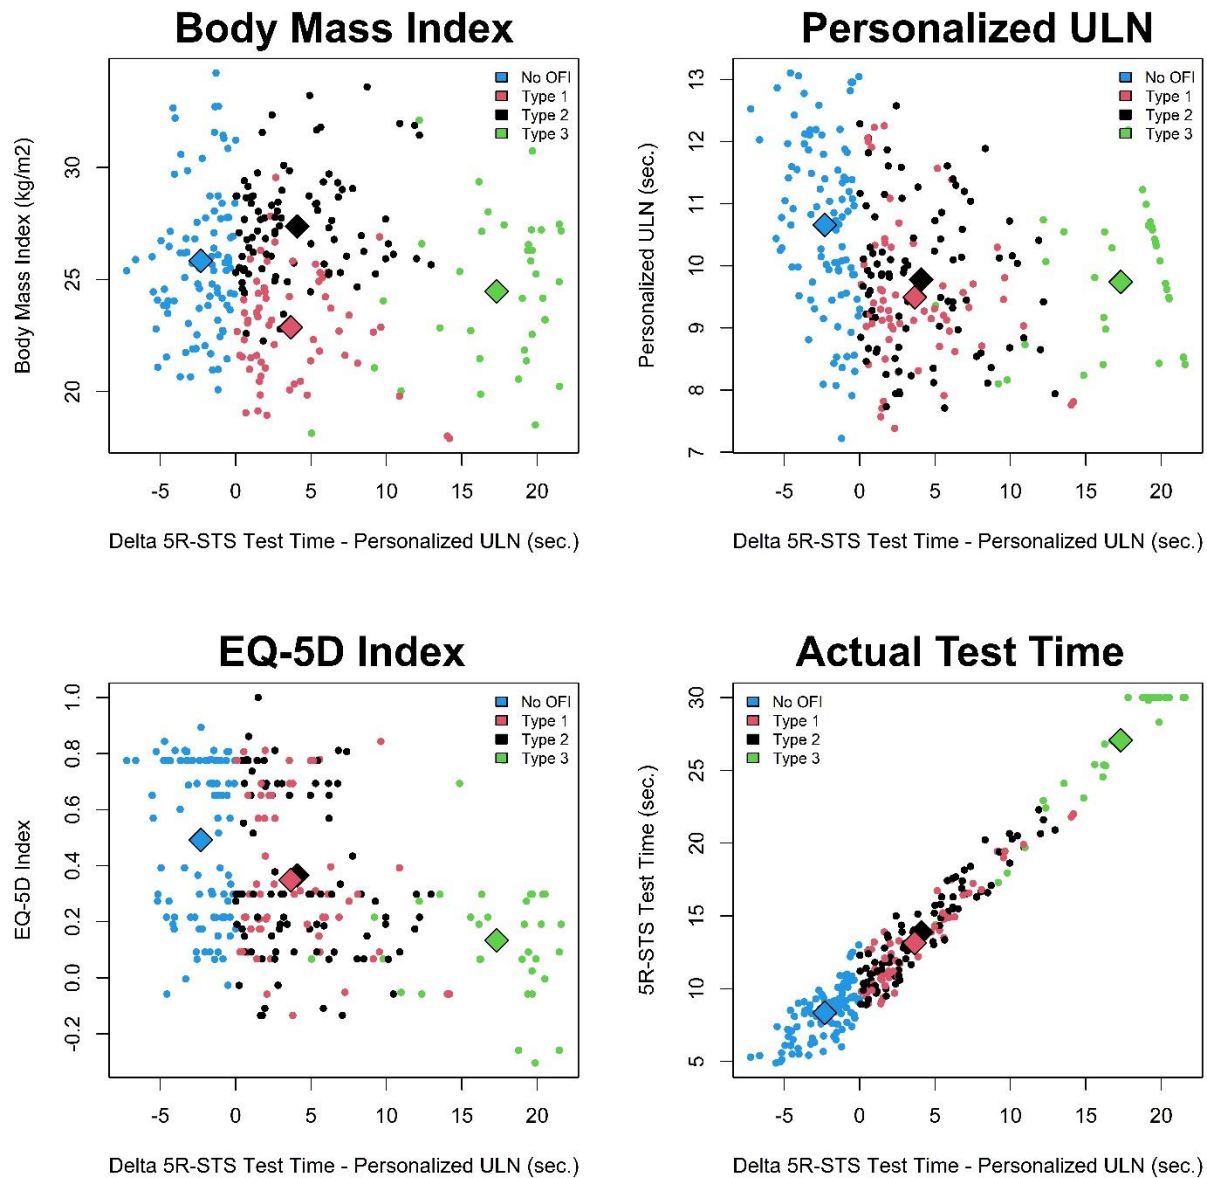 Body Mass Index
No OFI
Type 1
Type 2
Type 3
Body Mass Index (kg/m2)
30
25
20
-5 0 5 10 15 20
Delta 5R-STS Test Time - Personalized ULN (sec.)
Personalized ULN
No OFI
Type 1
Type 2
Type 3
Personalized ULN (sec.)
13
12
11
10
9
8
7
-5 0 5 10 15 20
Delta 5R-STS Test Time - Personalized ULN (sec.)
EQ-5D Index
No OFI
Type 1
Type 2
Type 3
EQ-5D Index
1.0
0.8
0.6
0.4
0.2
0.0
-0.2
-5 0 5 10 15 20
Delta 5R-STS Test Time - Personalized ULN (sec.)
Actual Test Time
No OFI
Type 1
Type 2
Type 3
5R-STS Test Time (sec.)
30
25
20
15
10
5
-5 0 5 10 15 20
Delta 5R-STS Test Time - Personalized ULN (sec.)